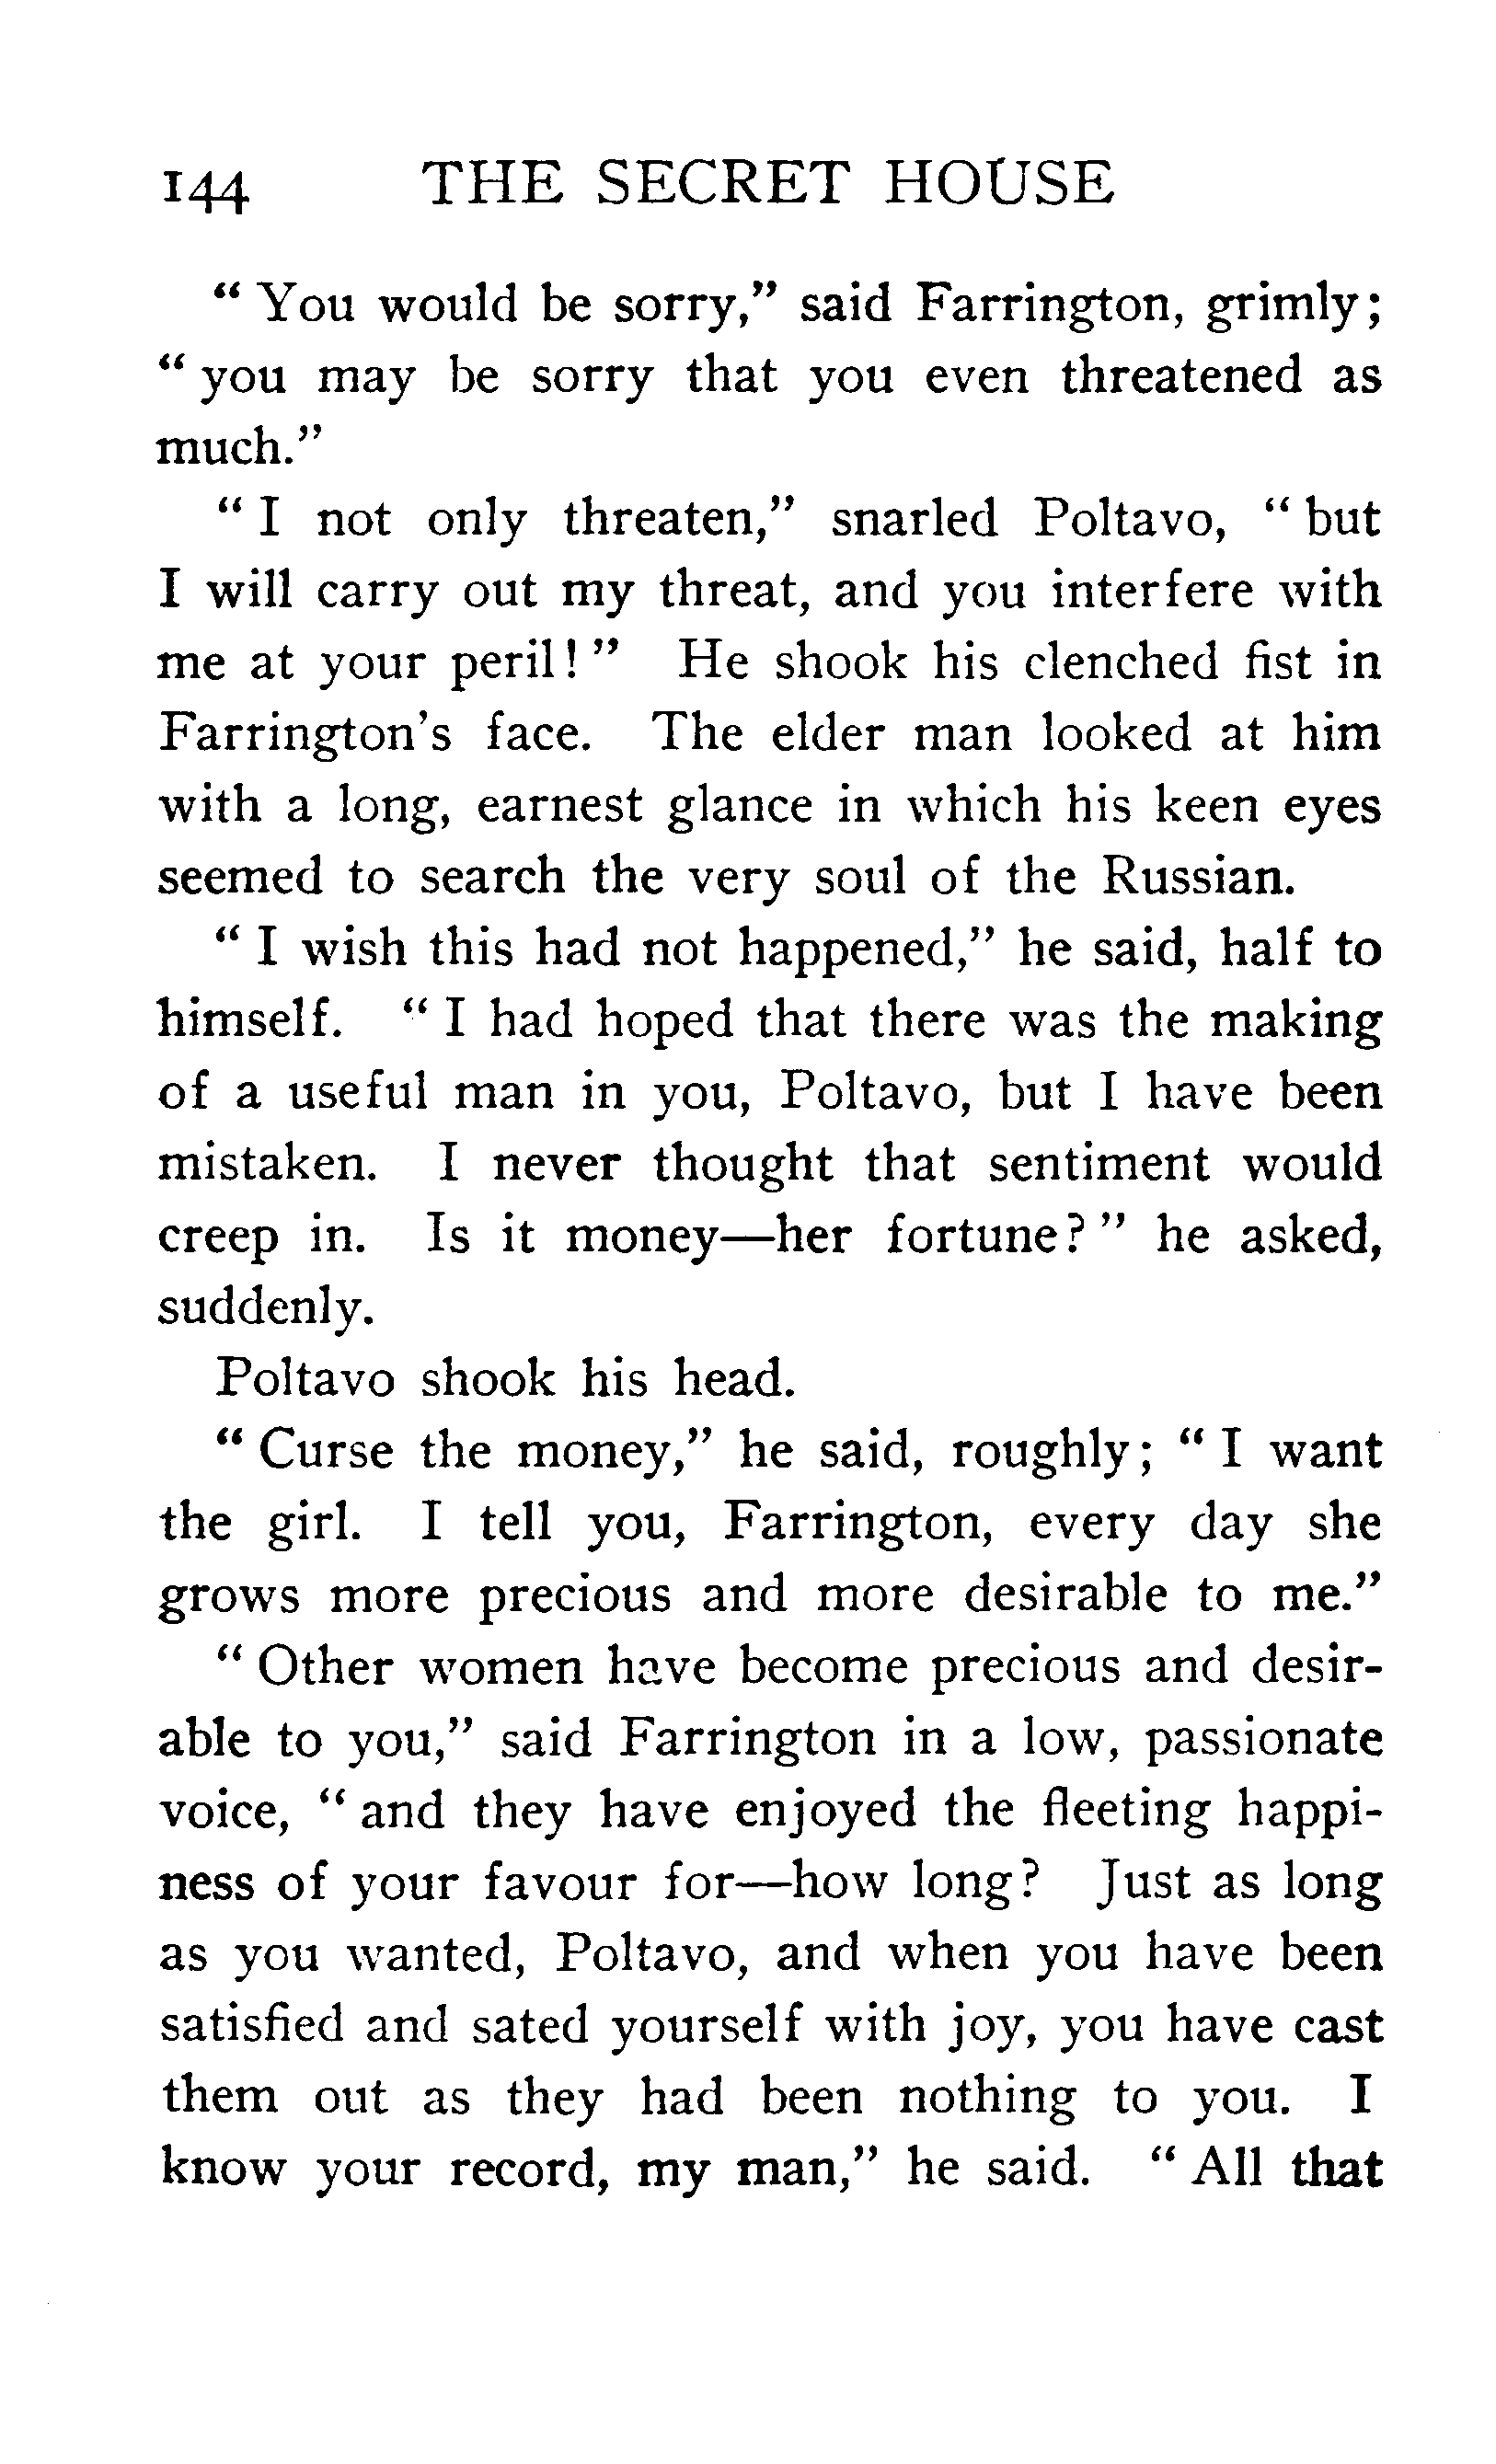 144 THE SECRET HOUSE
“ You would be sorry,” said Farrington, grimly;
“ you may be sorry that you even threatened as
much.”
“ I not only threaten,” snarled Poltavo, “ but
I will carry out my threat, and you interfere with
me at your peril! ” He shook his clenched fist in
Farrington’s face. The elder man looked at him
with a long, earnest glance in which his keen eyes
seemed to search the very soul of the Russian.
“ I wish this had not happened,” he said, half to
himself. “ I had hoped that there was the making
of a useful man in you, Poltavo, but I have been
mistaken. I never thought that sentiment would
creep in. Is it money—her fortune? ” he asked,
suddenly.
Poltavo shook his head.
“ Curse the money,” he said, roughly; “ I want
the girl. I tell you, Farrington, every day she
grows more precious and more desirable to me.”
“ Other women have become precious and desir-
able to you,” said Farrington in a low, passionate
voice, “ and they have enjoyed the fleeting happi-
ness of your favour for—how long? Just as long
as you wanted, Poltavo, and when you have been
satisfied and sated yourself with joy, you have cast
them out as they had been nothing to you. I
know your record, my man,” he said. “ All that